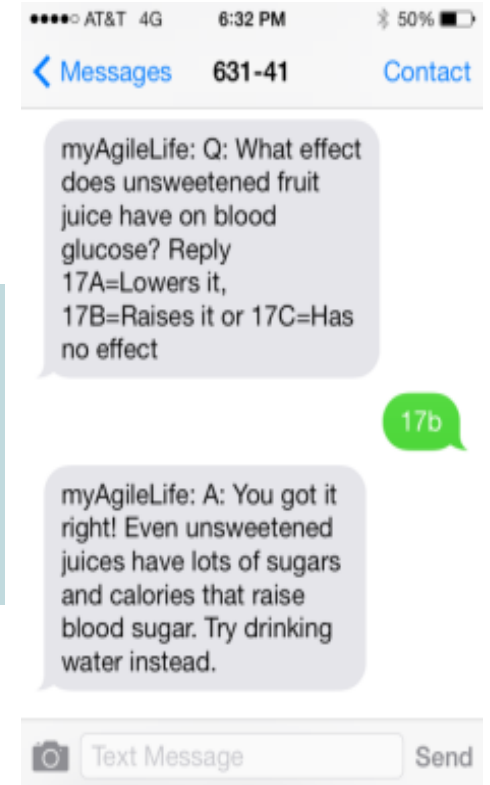 AT&T 4G 6:32 PM 50%
Messages 631-41 Contact
myAgileLife: Q: What effect
does unsweetened fruit
juice have on blood
glucose? Reply
17A=Lowers it,
17B=Raises it or 17C=Has
no effect
17b
myAgileLife: A: You got it
right! Even unsweetened
juices have lots of sugars
and calories that raise
blood sugar. Try drinking
water instead.
Text Message Send